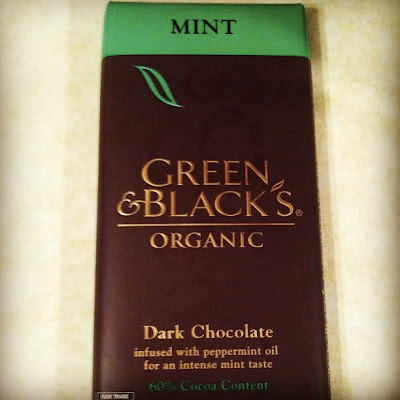 MINT
GREEN
&BLACK'S®
ORGANIC
Dark Chocolate
infused with peppermint oil
for an intense mint taste
60% Cocoa Content